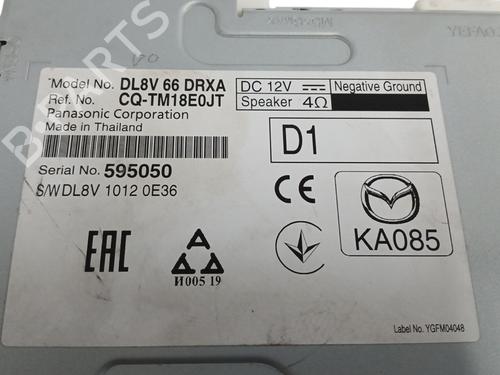 Model No. DL8V 66 DRXA
Ref. No. CQ-TM18E0JT
Panasonic Corporation
Made in Thailand
DC 12V Negative Ground
Speaker 4Ω
D1
Serial No. 595050
S/W DL8V 1012 0E36
CE
KA085
EAC
И005 19
Label No. YGFM04048
B-PARTS